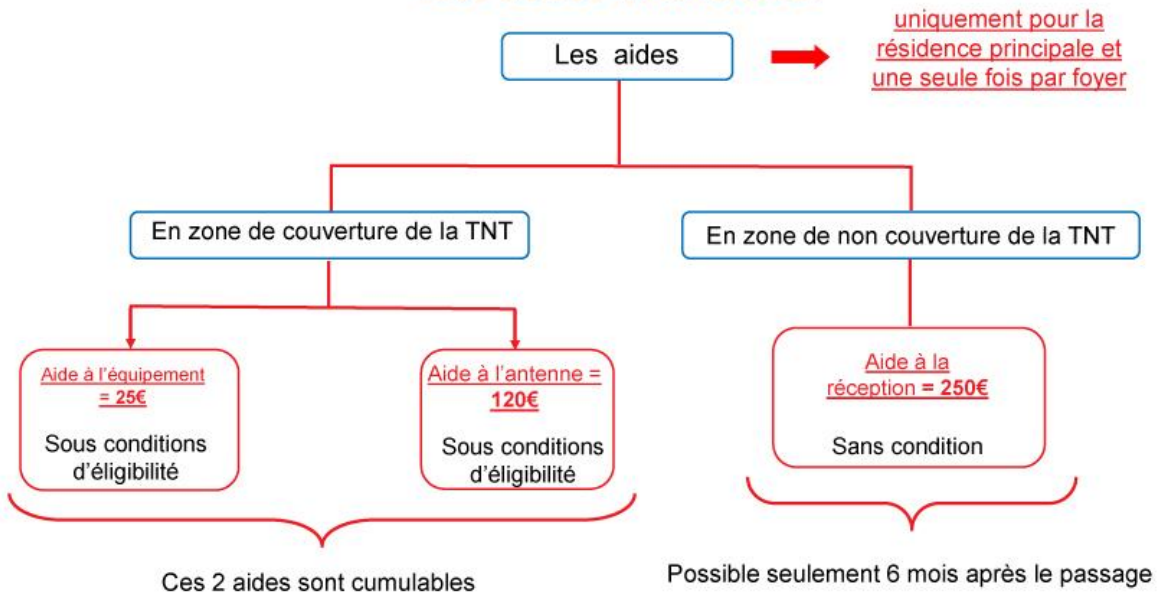 Les aides
uniquement pour la
résidence principale et
une seule fois par foyer
En zone de couverture de la TNT
En zone de non couverture de la TNT
Aide à l'équipement
= 25€
Sous conditions
d'éligibilité
Aide à l'antenne =
120€
Sous conditions
d'éligibilité
Aide à la
réception = 250€
Sans condition
Ces 2 aides sont cumulables
Possible seulement 6 mois après le passage